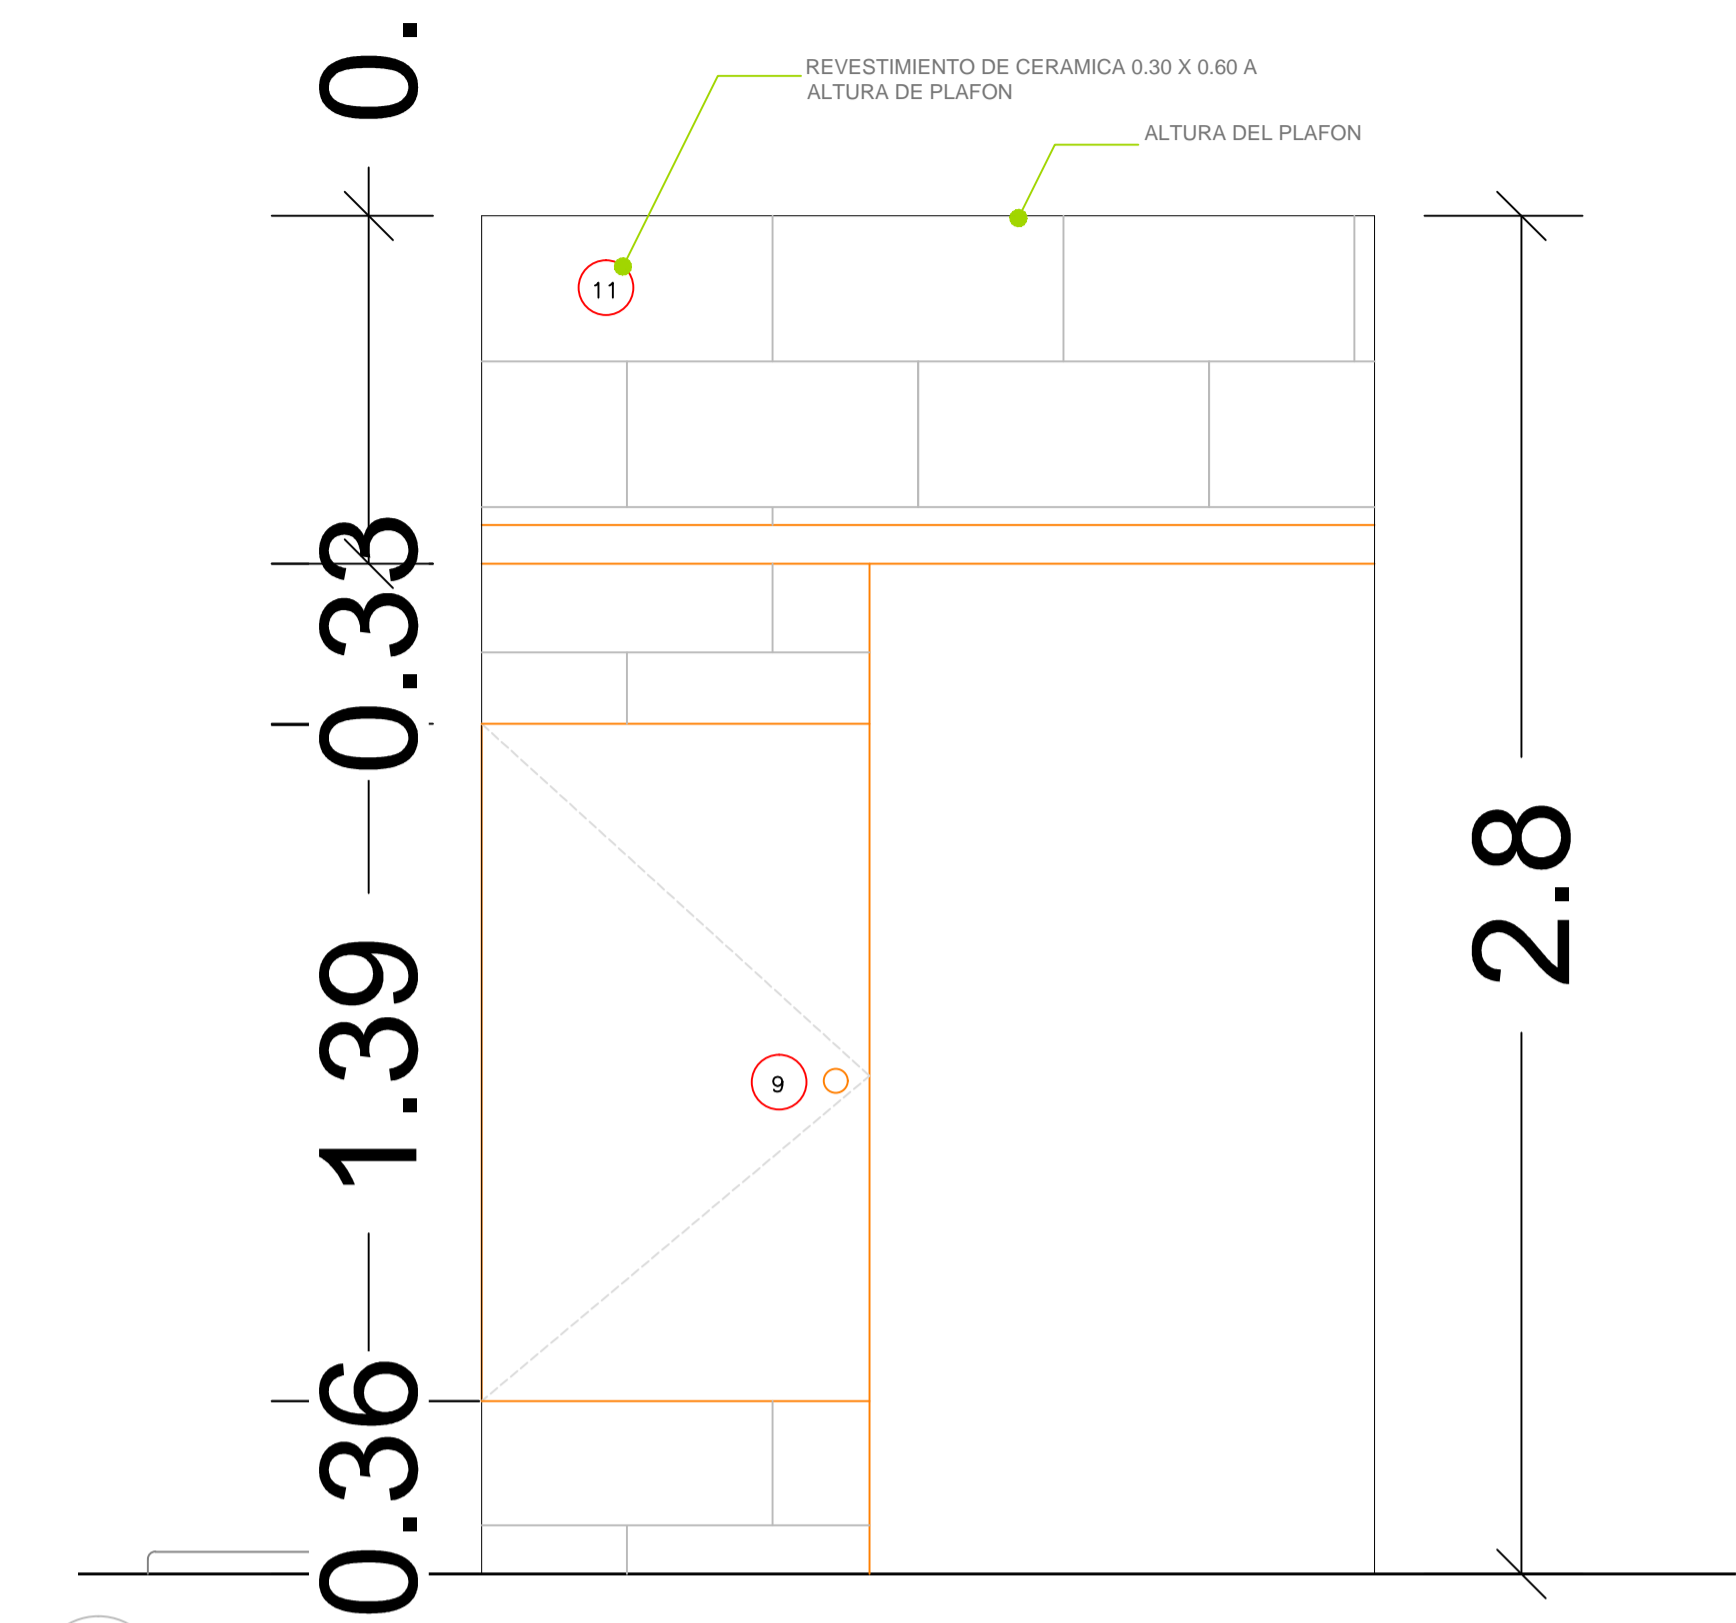 0.
REVESTIMIENTO DE CERAMICA 0.30 X 0.60 A
ALTURA DE PLAFON
ALTURA DEL PLAFON
11
0.33
2.8
1.39
9
0.36